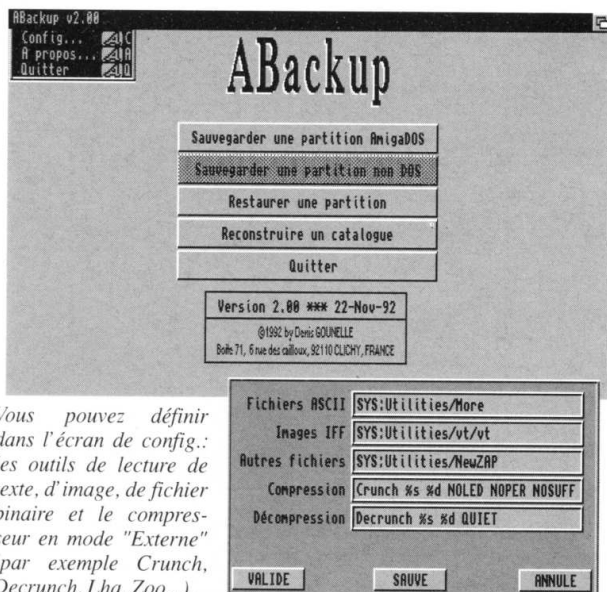 ABackup v2.00
Config... A C
A propos... A A
Quitter A Q
ABackup
Sauvegarder une partition AmigaDOS
Sauvegarder une partition non DOS
Restaurer une partition
Reconstruire un catalogue
Quitter
Version 2.00 *** 22-Nov-92
©1992 by Denis GOUNELLE
Boîte 71, 6 rue des cailloux, 92110 CLICHY, FRANCE
Vous pouvez définir
dans l'écran de config.:
les outils de lecture de
texte, d'image, de fichier
binaire et le compres-
seur en mode "Externe"
(par exemple Crunch,
Decrunch, Lha, Zoo...)
Fichiers ASCII SYS:Utilities/More
Images IFF SYS:Utilities/vt/vt
Autres fichiers SYS:Utilities/NewZAP
Compression Crunch %s %d NOLED NOPER NOSUFF
Décompression Decrunch %s %d QUIET
VALIDE SAUVE ANNULE